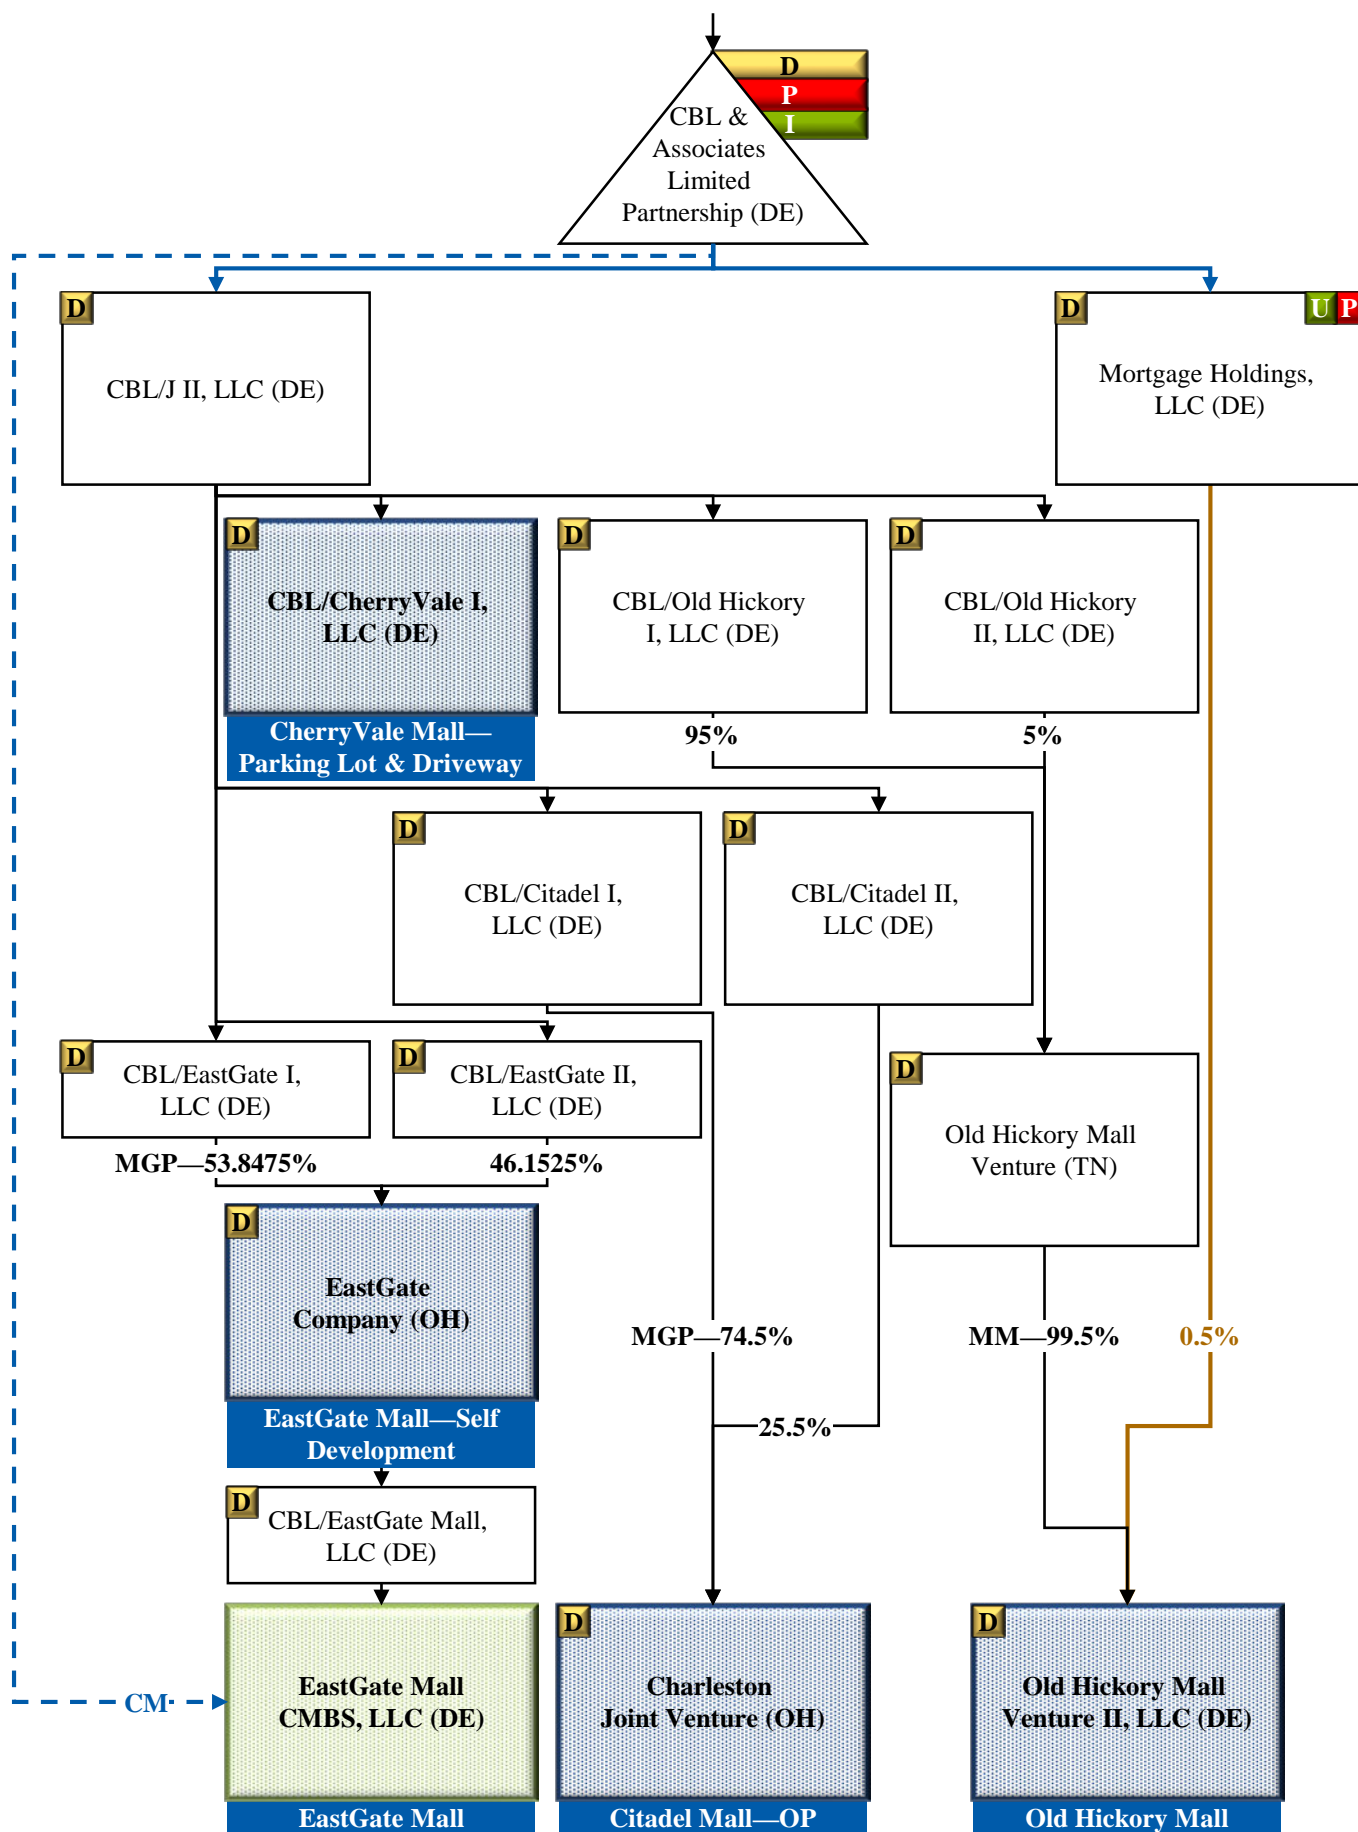 D
P
I
CBL &
Associates
Limited
Partnership (DE)
D
CBL/J II, LLC (DE)
D
U
P
Mortgage Holdings,
LLC (DE)
D
CBL/CherryVale I,
LLC (DE)
CherryVale Mall—
Parking Lot & Driveway
D
CBL/Old Hickory
I, LLC (DE)
95%
D
CBL/Old Hickory
II, LLC (DE)
5%
D
CBL/Citadel I,
LLC (DE)
D
CBL/Citadel II,
LLC (DE)
D
CBL/EastGate I,
LLC (DE)
MGP—53.8475%
D
CBL/EastGate II,
LLC (DE)
46.1525%
D
Old Hickory Mall
Venture (TN)
D
EastGate
Company (OH)
EastGate Mall—Self
Development
MGP—74.5%
MM—99.5%
0.5%
25.5%
D
CBL/EastGate Mall,
LLC (DE)
CM
EastGate Mall
CMBS, LLC (DE)
EastGate Mall
D
Charleston
Joint Venture (OH)
Citadel Mall—OP
D
Old Hickory Mall
Venture II, LLC (DE)
Old Hickory Mall